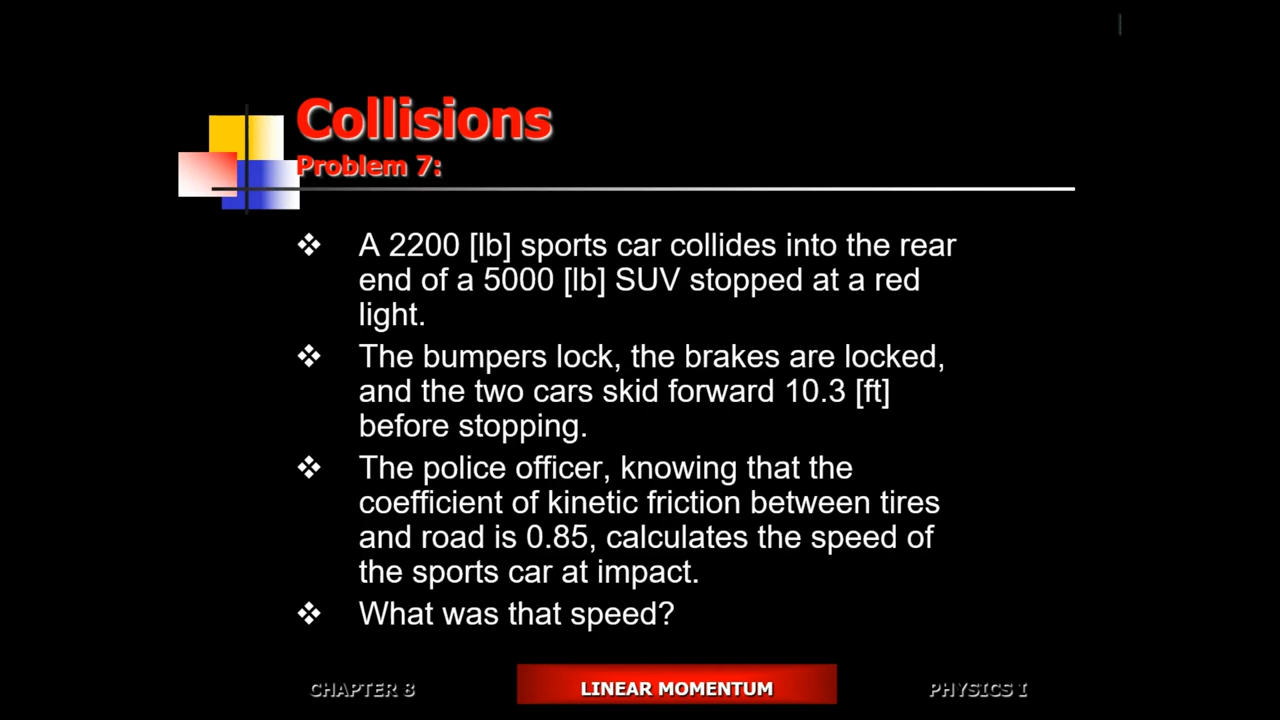 Collisions
Problem 7:
❖ A 2200 [lb] sports car collides into the rear
end of a 5000 [lb] SUV stopped at a red
light.
❖ The bumpers lock, the brakes are locked,
and the two cars skid forward 10.3 [ft]
before stopping.
❖ The police officer, knowing that the
coefficient of kinetic friction between tires
and road is 0.85, calculates the speed of
the sports car at impact.
❖ What was that speed?
CHAPTER 8 LINEAR MOMENTUM PHYSICS I